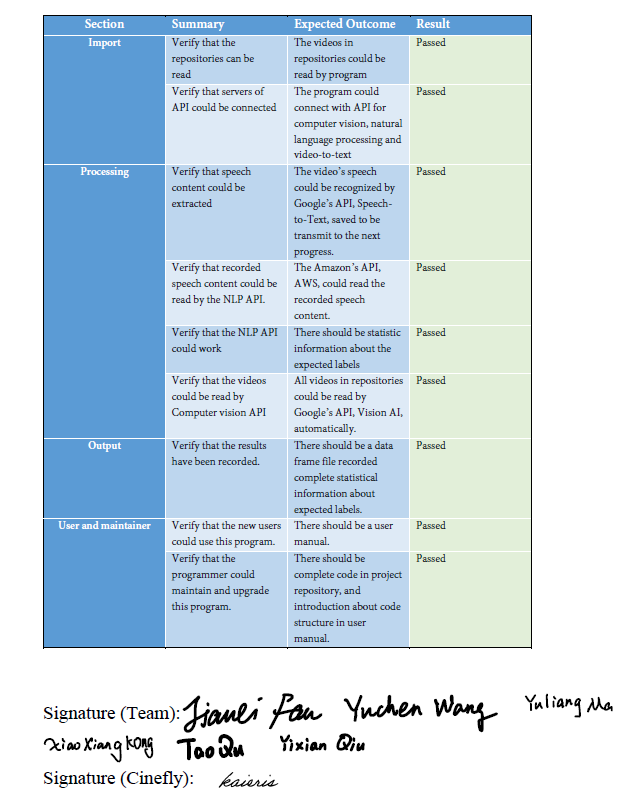 Section Summary Expected Outcome Result
Import Verify that the The videos in Passed
repositories can be repositories could be
read read by program
Verify that servers of The program could Passed
API could be connected connect with API for
computer vision, natural
language processing and
video-to-text
Processing Verify that speech The video's speech Passed
content could be could be recognized by
extracted Google's API, Speech-
to-Text, saved to be
transmit to the next
progress.
Verify that recorded The Amazon's API, Passed
speech content could be AWS, could read the
read by the NLP API. recorded speech
content.
Verify that the NLP API There should be statistic Passed
could work information about the
expected labels
Verify that the videos All videos in repositories Passed
could be read by could be read by
Computer vision API Google's API, Vision AI,
automatically.
Output Verify that the results There should be a data Passed
have been recorded. frame file recorded
complete statistical
information about
expected labels.
User and maintainer Verify that the new users There should be a user Passed
could use this program. manual.
Verify that the There should be Passed
programmer could complete code in project
maintain and upgrade repository, and
this program. introduction about code
structure in user
manual.
Signature (Team): Jianli Pan Yuchen Wang Yuliang Ma
XiaoXiang kong Tao Qu Yixian Qiu
Signature (Cinefly): kaiaris